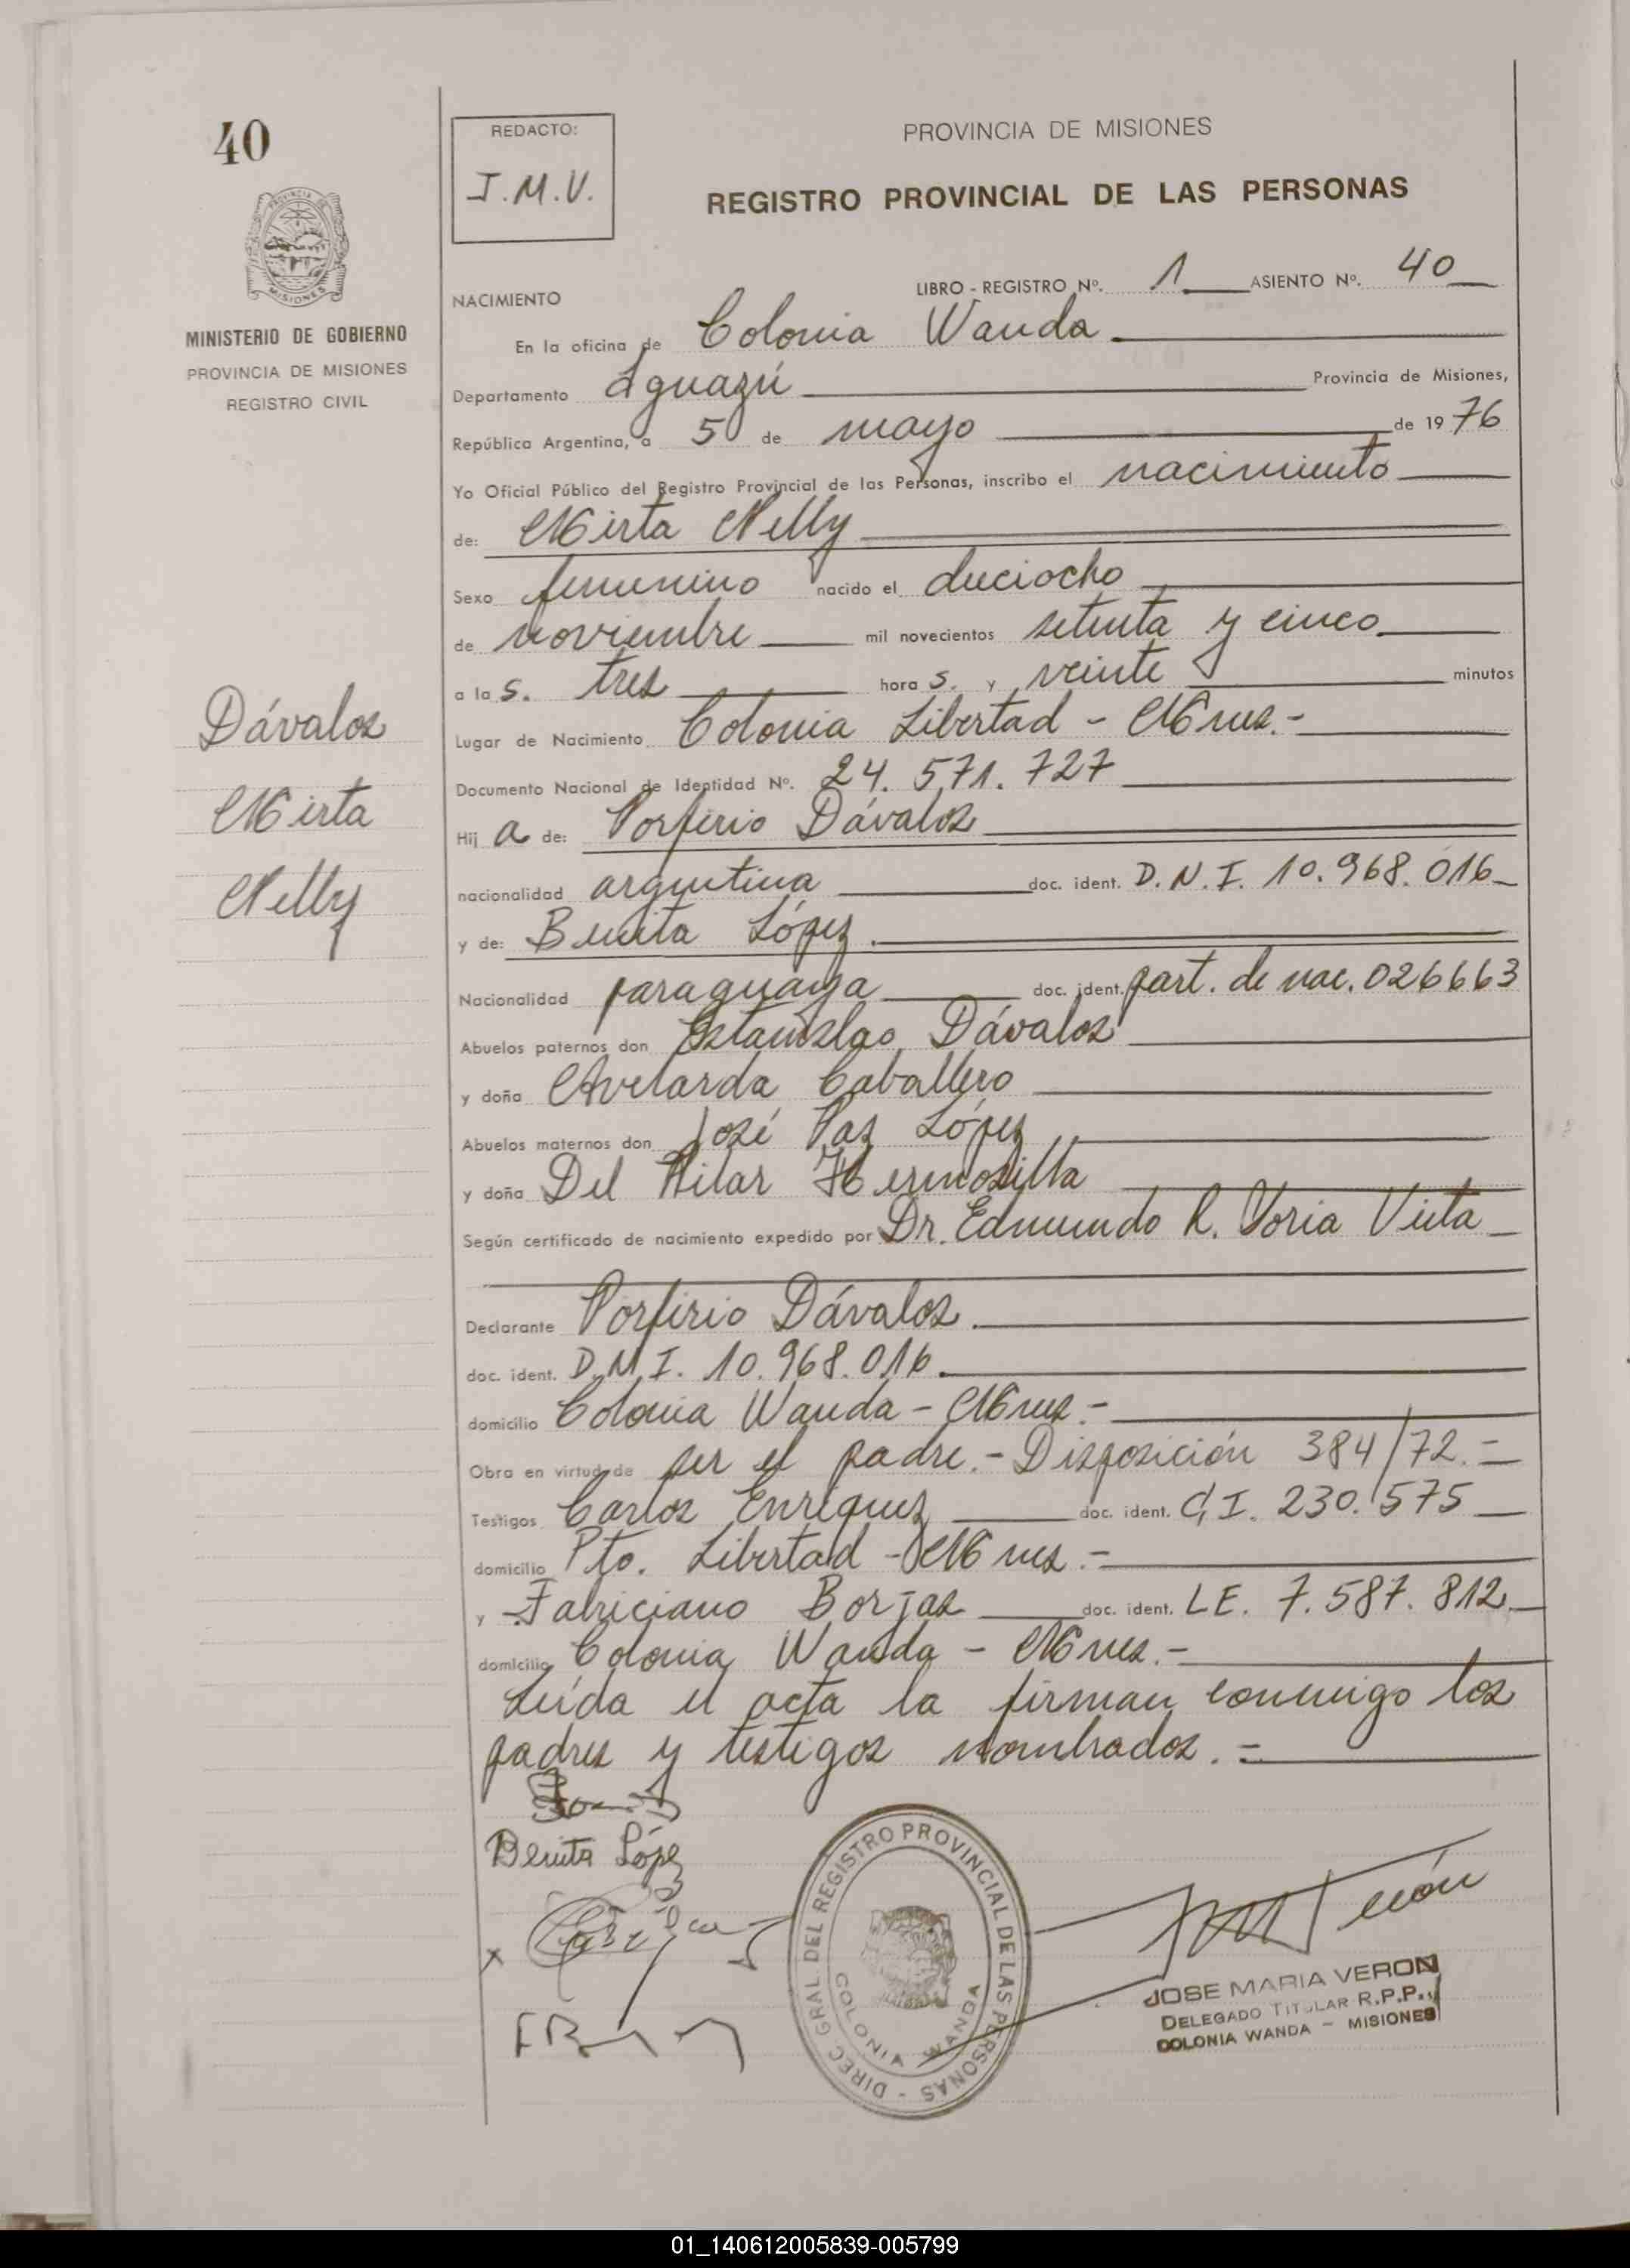 40
REDACTO:
J.M.V.
PROVINCIA DE MISIONES
REGISTRO PROVINCIAL DE LAS PERSONAS
PROVINCIA DE
MISIONES
MINISTERIO DE GOBIERNO
PROVINCIA DE MISIONES
REGISTRO CIVIL
LIBRO - REGISTRO Nº. 1 ASIENTO Nº. 40
NACIMIENTO
En la oficina de Colonia Wanda
Departamento Iguazú Provincia de Misiones,
República Argentina, a 5 de mayo de 1976
Yo Oficial Público del Registro Provincial de las Personas, inscribo el nacimiento
de: Mirta Nelly
Sexo femenino nacido el dieciocho
de noviembre mil novecientos setenta y cinco
a las. tres horas. y veinte minutos
Lugar de Nacimiento Colonia Libertad - Mnes.-
Documento Nacional de Identidad Nº. 24.571.727
Hija de: Porfirio Dávalos
nacionalidad argentina doc. ident. D.N.I. 10.968.016
y de: Benita López
Nacionalidad paraguaya doc. ident. part. de nac. 026663
Abuelos paternos don Estanislao Dávalos
y doña Avelarda Caballero
Abuelos maternos don José Paz López
y doña Del Pilar Hermosilla
Según certificado de nacimiento expedido por Dr. Edmundo R. Voria Vieta
Declarante Porfirio Dávalos
doc. ident. D.N.I. 10.968.016
domicilio Colonia Wanda - Mnes.-
Obra en virtud de ser el padre.- Disposición 384/72.=
Testigos Carlos Enriquez doc. ident. C.I. 230.575
domicilio Pto. Libertad - Mnes.=
y Fabriciano Borjas doc. ident. LE. 7.587.812
domicilio Colonia Wanda - Mnes.-
Leída el acta la firman conmigo los
padres y testigos nombrados.=
Dávalos
Mirta
Nelly
Benita López
DIREC. GRAL. DEL REGISTRO PROVINCIAL DE LAS PERSONAS -
COLONIA WANDA
JOSE MARIA VERON
DELEGADO TITULAR R.P.P.
COLONIA WANDA - MISIONES
01_140612005839-005799